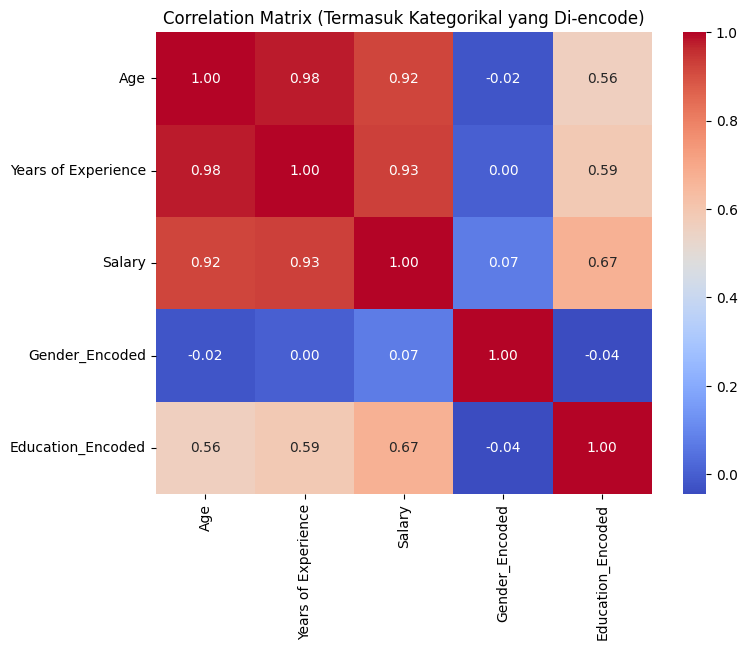 Correlation Matrix (Termasuk Kategorikal yang Di-encode)
Age 1.00 0.98 0.92 -0.02 0.56
Years of Experience 0.98 1.00 0.93 0.00 0.59
Salary 0.92 0.93 1.00 0.07 0.67
Gender_Encoded -0.02 0.00 0.07 1.00 -0.04
Education_Encoded 0.56 0.59 0.67 -0.04 1.00
Age
Years of Experience
Salary
Gender_Encoded
Education_Encoded
1.0
0.8
0.6
0.4
0.2
0.0